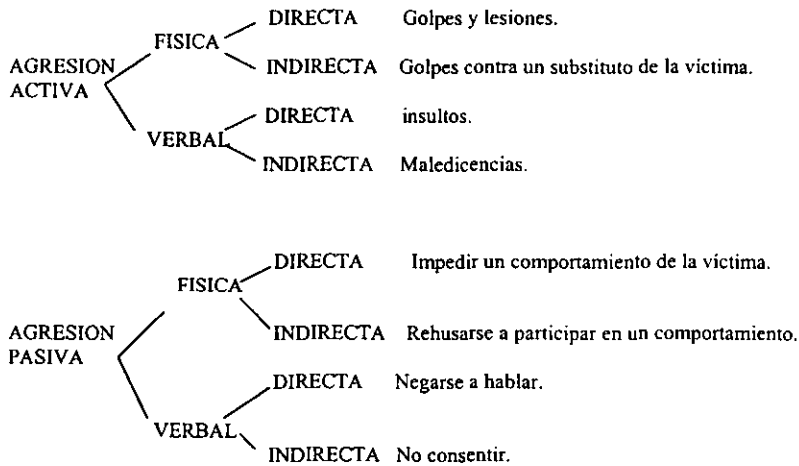 DIRECTA Golpes y lesiones.
FISICA
AGRESION INDIRECTA Golpes contra un substituto de la víctima.
ACTIVA
DIRECTA insultos.
VERBAL
INDIRECTA Maledicencias.
DIRECTA Impedir un comportamiento de la víctima.
FISICA
AGRESION INDIRECTA Rehusarse a participar en un comportamiento.
PASIVA
DIRECTA Negarse a hablar.
VERBAL
INDIRECTA No consentir.